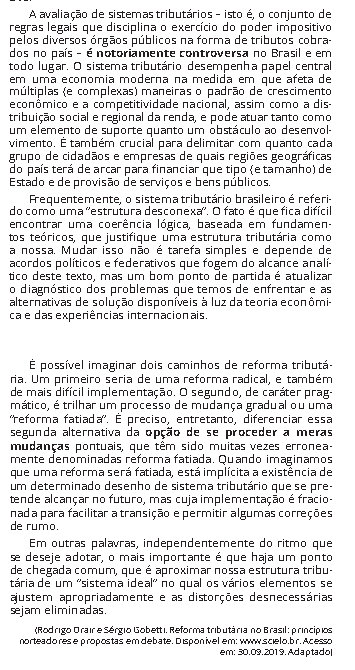 A avaliação de sistemas tributários – isto é, o conjunto de
regras legais que disciplina o exercício do poder impositivo
pelos diversos órgãos públicos na forma de tributos cobra-
dos no país – é notoriamente controversa no Brasil e em
todo lugar. O sistema tributário desempenha papel central
em uma economia moderna na medida em que afeta de
múltiplas (e complexas) maneiras o padrão de crescimento
econômico e a competitividade nacional, assim como a dis-
tribuição social e regional da renda, e pode atuar tanto como
um elemento de suporte quanto um obstáculo ao desenvol-
vimento. É também crucial para delimitar com quanto cada
grupo de cidadãos e empresas de quais regiões geográficas
do país terá de arcar para financiar que tipo (e tamanho) de
Estado e de provisão de serviços e bens públicos.
Frequentemente, o sistema tributário brasileiro é referi-
do como uma “estrutura desconexa”. O fato é que fica difícil
encontrar uma coerência lógica, baseada em fundamen-
tos teóricos, que justifique uma estrutura tributária como
a nossa. Mudar isso não é tarefa simples e depende de
acordos políticos e federativos que fogem do alcance analí-
tico deste texto, mas um bom ponto de partida é atualizar
o diagnóstico dos problemas que temos de enfrentar e as
alternativas de solução disponíveis à luz da teoria econômi-
ca e das experiências internacionais.
É possível imaginar dois caminhos de reforma tributá-
ria. Um primeiro seria de uma reforma radical, e também
de mais difícil implementação. O segundo, de caráter prag-
mático, é trilhar um processo de mudança gradual ou uma
“reforma fatiada”. É preciso, entretanto, diferenciar essa
segunda alternativa da opção de se proceder a meras
mudanças pontuais, que têm sido muitas vezes erronea-
mente denominadas reforma fatiada. Quando imaginamos
que uma reforma será fatiada, está implícita a existência de
um determinado desenho de sistema tributário que se pre-
tende alcançar no futuro, mas cuja implementação é fracio-
nada para facilitar a transição e permitir algumas correções
de rumo.
Em outras palavras, independentemente do ritmo que
se deseje adotar, o mais importante é que haja um ponto
de chegada comum, que é aproximar nossa estrutura tribu-
tária de um “sistema ideal” no qual os vários elementos se
ajustem apropriadamente e as distorções desnecessárias
sejam eliminadas.
(Rodrigo Orair e Sérgio Gobetti. Reforma tributária no Brasil: princípios
norteadores e propostas em debate. Disponível em: www.scielo.br. Acesso
em: 30.09.2019. Adaptado)